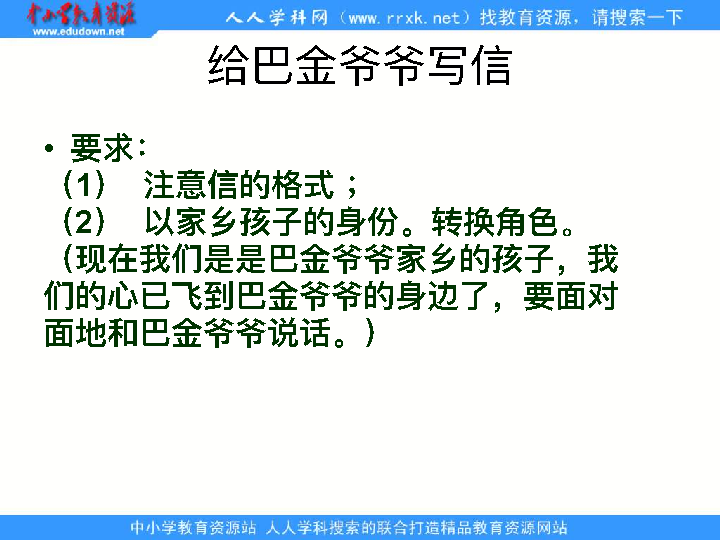 中小学教育资源
www.edudown.net
人人学科网（www.rrxk.net）找教育资源，请搜索一下
给巴金爷爷写信
• 要求：
（1） 注意信的格式 ；
（2） 以家乡孩子的身份。转换角色。
（现在我们是是巴金爷爷家乡的孩子，我
们的心已飞到巴金爷爷的身边了，要面对
面地和巴金爷爷说话。）
中小学教育资源站 人人学科搜索的联合打造精品教育资源网站